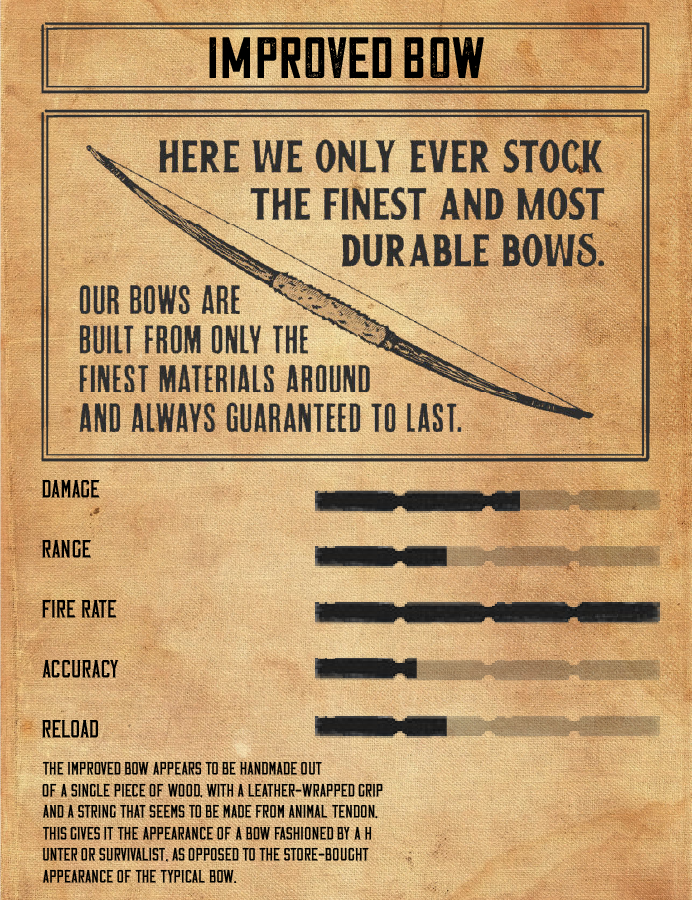 IMPROVED BOW
HERE WE ONLY EVER STOCK
THE FINEST AND MOST
DURABLE BOWS.
OUR BOWS ARE
BUILT FROM ONLY THE
FINEST MATERIALS AROUND
AND ALWAYS GUARANTEED TO LAST.
DAMAGE
RANGE
FIRE RATE
ACCURACY
RELOAD
THE IMPROVED BOW APPEARS TO BE HANDMADE OUT
OF A SINGLE PIECE OF WOOD, WITH A LEATHER-WRAPPED GRIP
AND A STRING THAT SEEMS TO BE MADE FROM ANIMAL TENDON.
THIS GIVES IT THE APPEARANCE OF A BOW FASHIONED BY A H
UNTER OR SURVIVALIST, AS OPPOSED TO THE STORE-BOUGHT
APPEARANCE OF THE TYPICAL BOW.